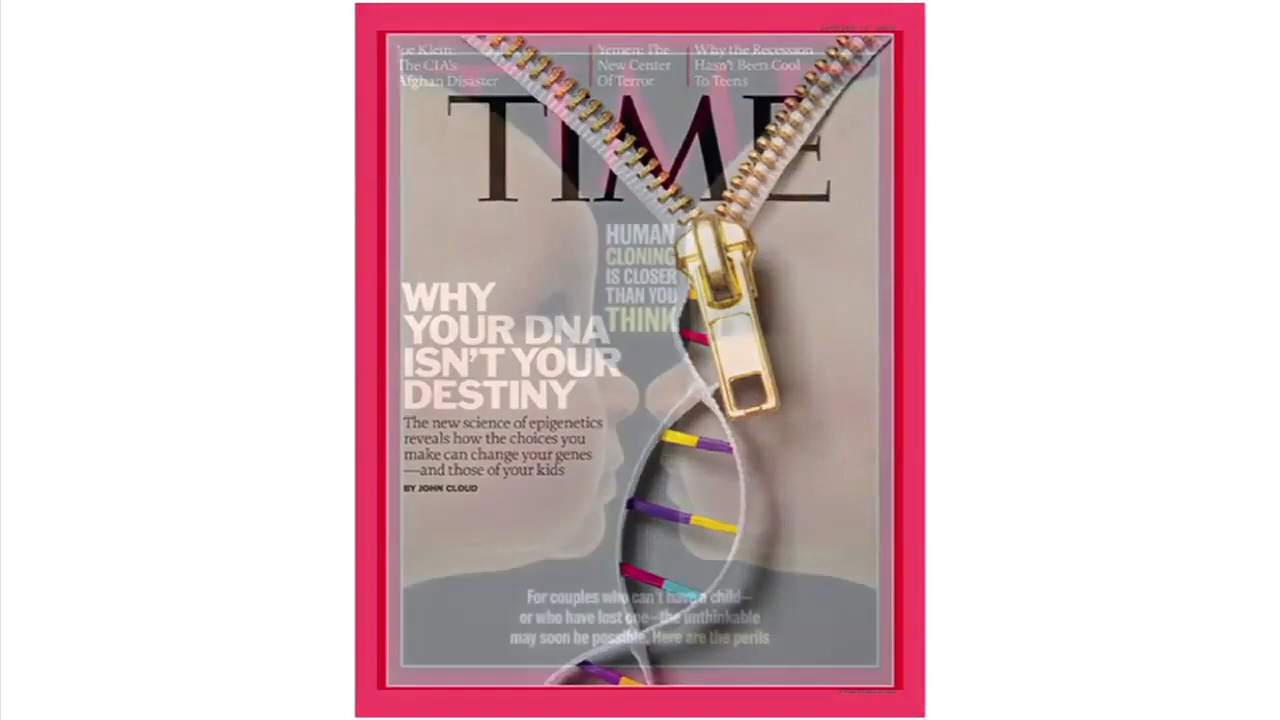 Joe Klein:
The CIA's
Afghan Disaster
Yemen: The
New Center
Of Terror
Why the Recession
Hasn't Been Cool
To Teens
TIME
HUMAN
CLONING
IS CLOSER
THAN YOU
THINK
WHY
YOUR DNA
ISN'T YOUR
DESTINY
The new science of epigenetics
reveals how the choices you
make can change your genes
—and those of your kids
BY JOHN CLOUD
For couples who can't have a child—
or who have lost one—the unthinkable
may soon be possible. Here are the perils